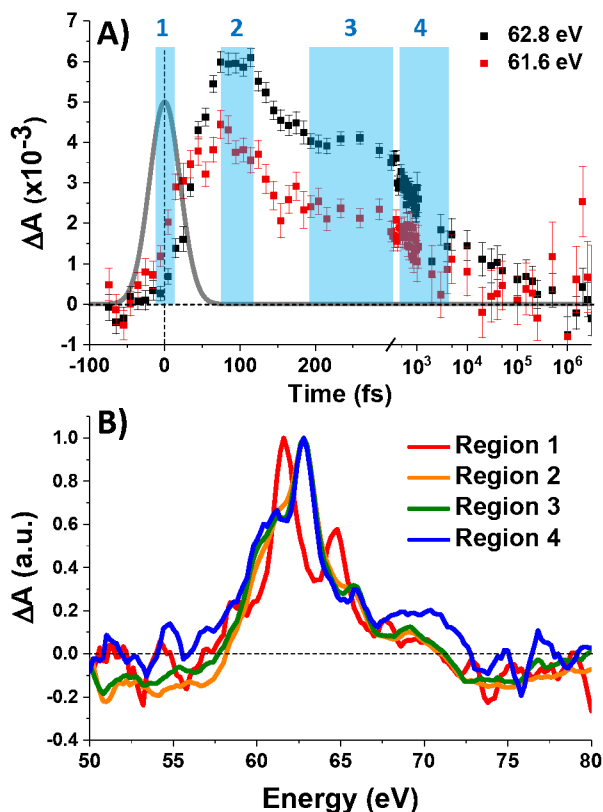 A)
1 2 3 4
62.8 eV
61.6 eV
7
6
5
4
3
2
1
0
-1
ΔA (x10⁻³)
-100 0 100 200 10³ 10⁴ 10⁵ 10⁶
Time (fs)
B)
Region 1
Region 2
Region 3
Region 4
1.0
0.8
0.6
0.4
0.2
0.0
-0.2
-0.4
ΔA (a.u.)
50 55 60 65 70 75 80
Energy (eV)